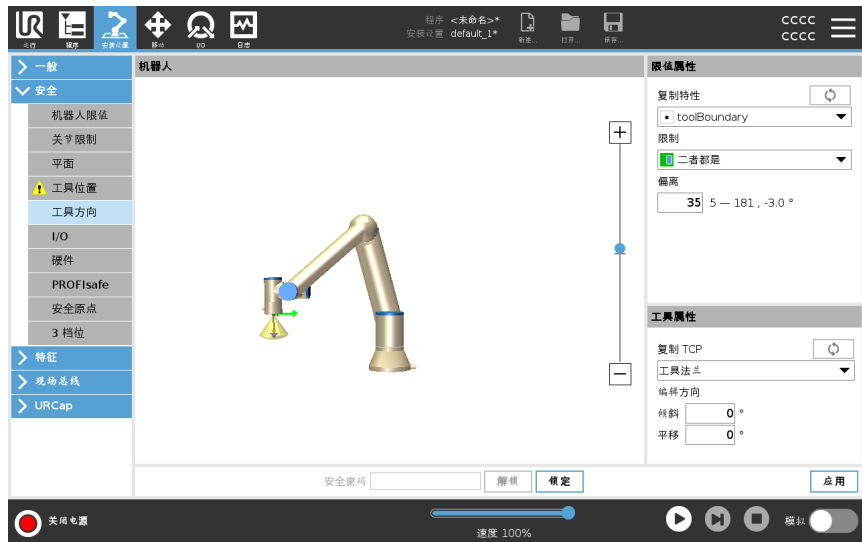 程序 <未命名>*
安装设置 default_1*
cccc
cccc
运行
程序
安装设置
移动
I/O
日志
新建...
打开...
保存...
一般
安全
机器人限值
关节限制
平面
工具位置
工具方向
I/O
硬件
PROFIsafe
安全原点
3 档位
特征
现场总线
URCap
机器人
限值属性
复制特性
toolBoundary
限制
二者都是
偏离
35 5 — 181 , -3.0 °
工具属性
复制 TCP
工具法兰
编辑方向
倾斜 0 °
平移 0 °
安全密码
解锁
锁定
应用
关闭电源
速度 100%
模拟